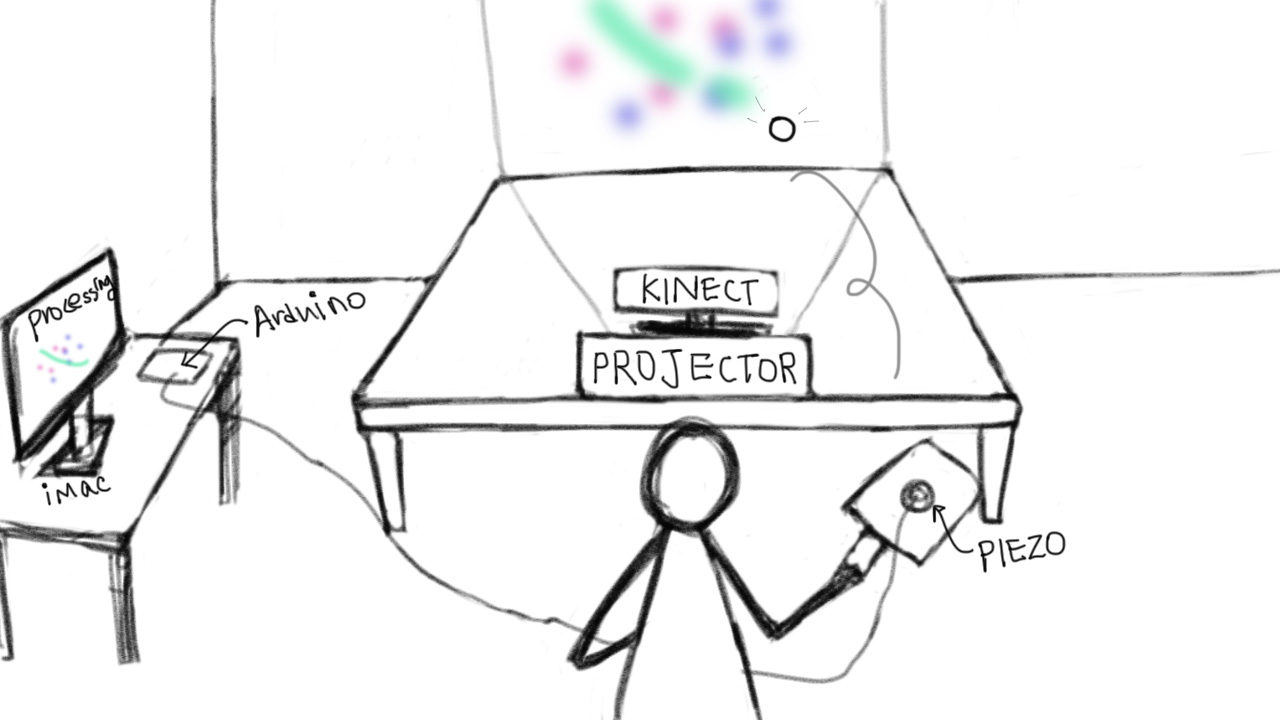 processing
Arduino
KINECT
PROJECTOR
iMac
PIEZO